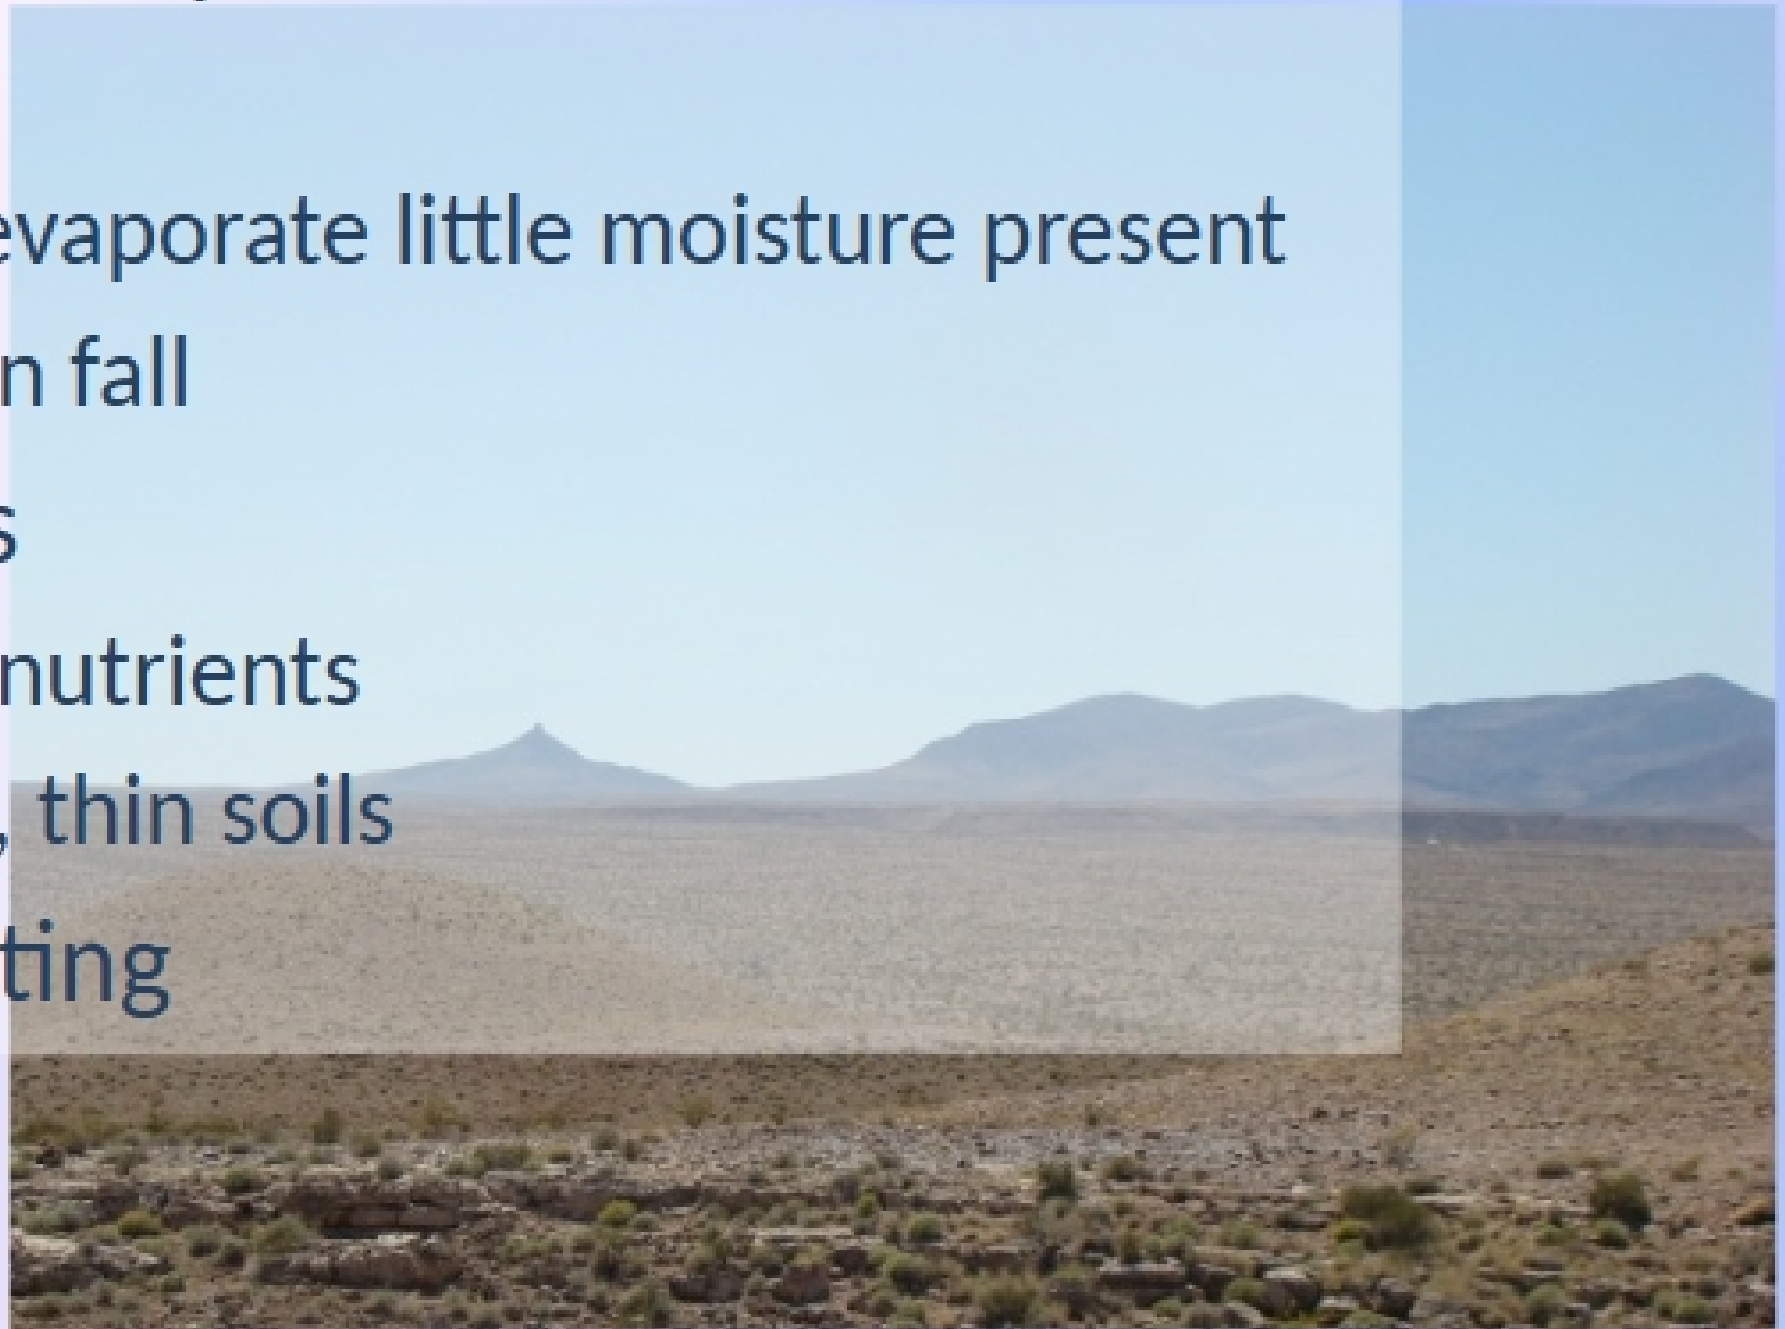 evaporate little moisture present
n fall
s
nutrients
, thin soils
ting